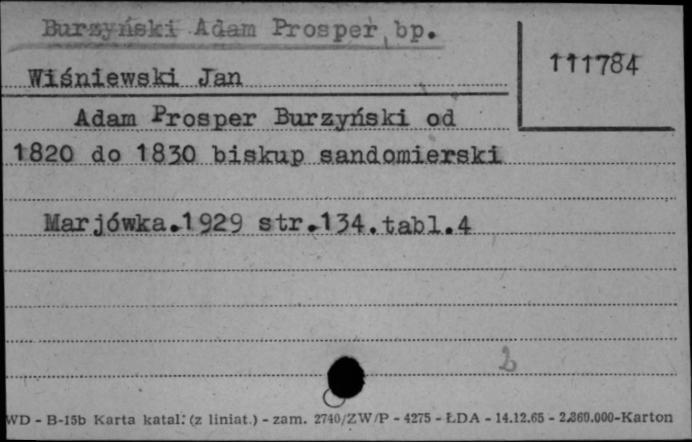 Burzyński Adam Prosper, bp.
111784
Wiśniewski Jan
Adam Prosper Burzyński od
1820 do 1830 biskup sandomierski
Marjówka.1929 str.134.tabl.4
2
WD - B-15b Karta katal. (z liniat.) - zam. 2740/ZW/P - 4275 - ŁDA - 14.12.65 - 2.860.000-Karton